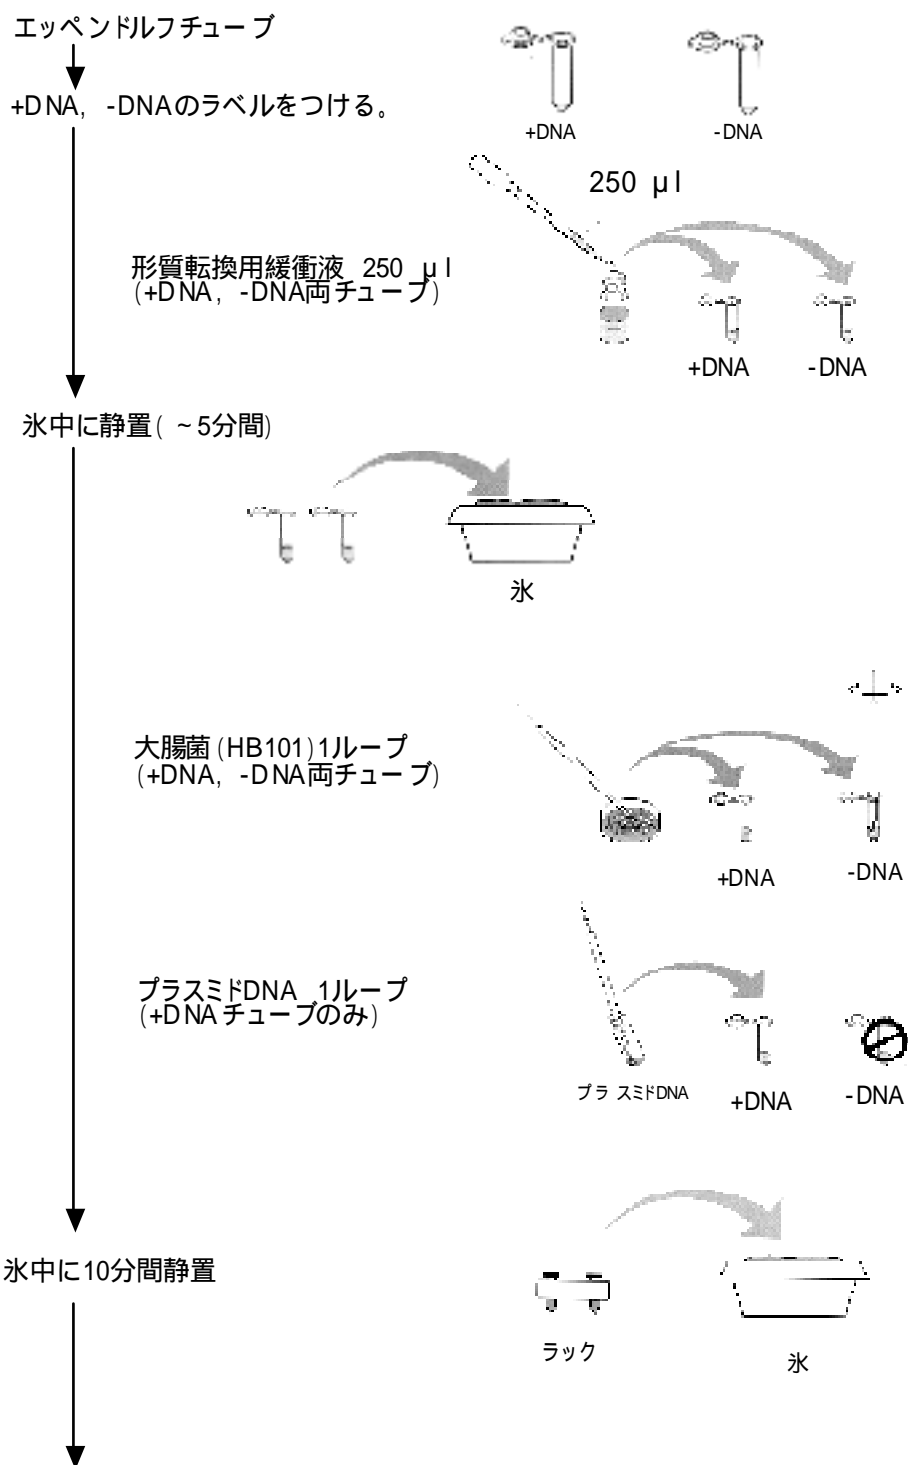 エッペンドルフチューブ
+DNA, -DNAのラベルをつける。
+DNA
-DNA
250 µl
形質転換用緩衝液 250 µl
(+DNA, -DNA両チューブ)
+DNA
-DNA
氷中に静置(~5分間)
氷
大腸菌(HB101)1ループ
(+DNA, -DNA両チューブ)
+DNA
-DNA
プラスミドDNA 1ループ
(+DNAチューブのみ)
プラスミドDNA
+DNA
-DNA
氷中に10分間静置
ラック
氷